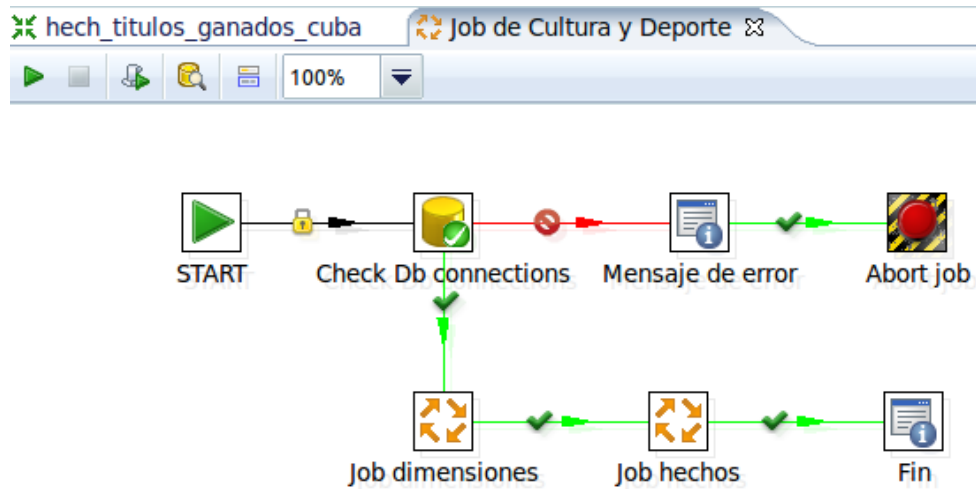 hech_titulos_ganados_cuba Job de Cultura y Deporte
100%
START Check Db connections Mensaje de error Abort job
Job dimensiones Job hechos Fin